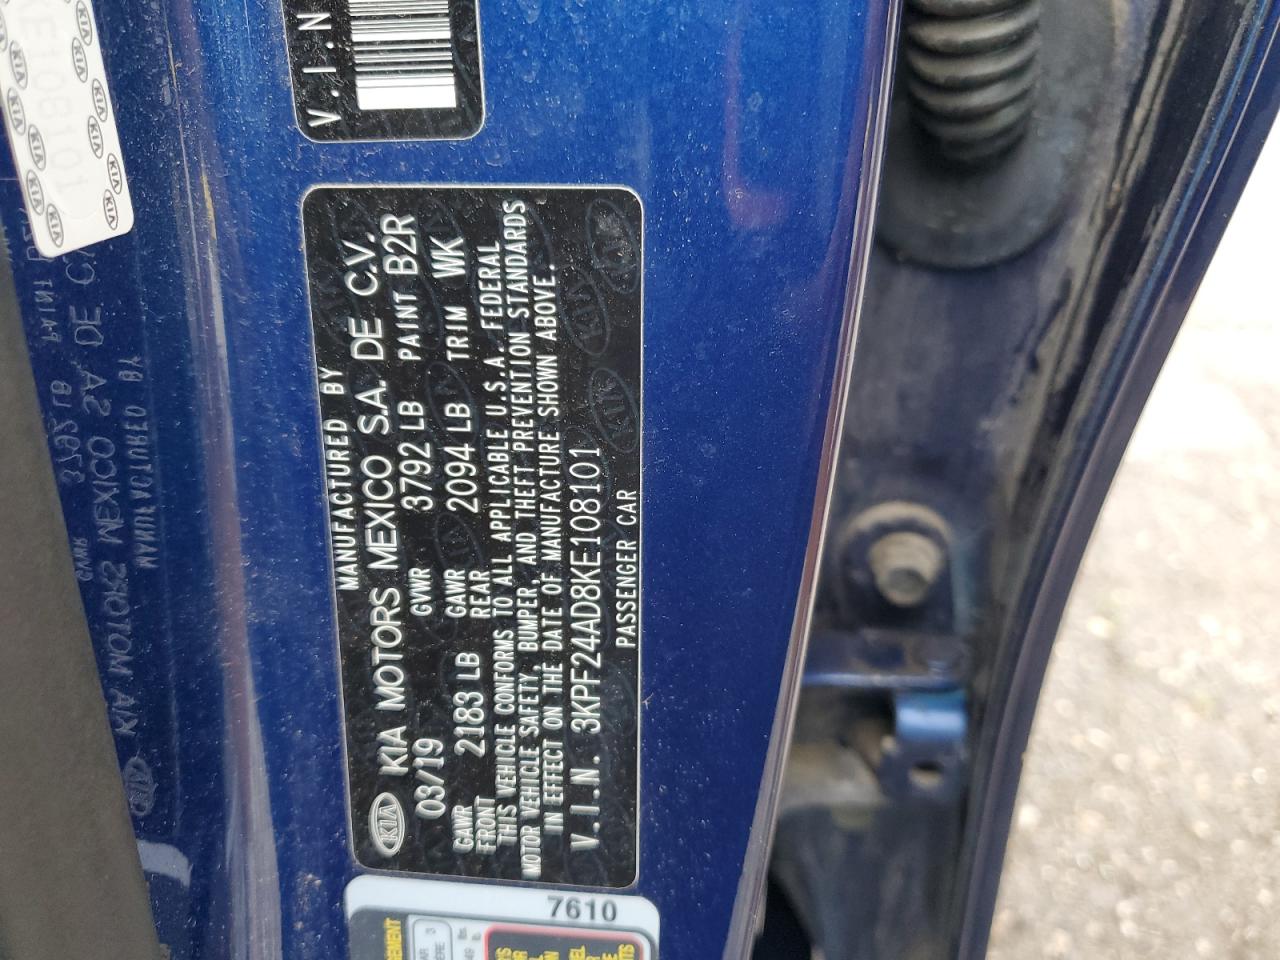 V.I.N
MANUFACTURED BY
KIA KIA MOTORS MEXICO S.A. DE C.V.
03/19 GVWR 3792 LB PAINT B2R
GAWR FRONT 2183 LB GAWR REAR 2094 LB TRIM WK
THIS VEHICLE CONFORMS TO ALL APPLICABLE U.S.A. FEDERAL
MOTOR VEHICLE SAFETY, BUMPER, AND THEFT PREVENTION STANDARDS
IN EFFECT ON THE DATE OF MANUFACTURE SHOWN ABOVE.
V.I.N. 3KPF24AD8KE108101
PASSENGER CAR
7610